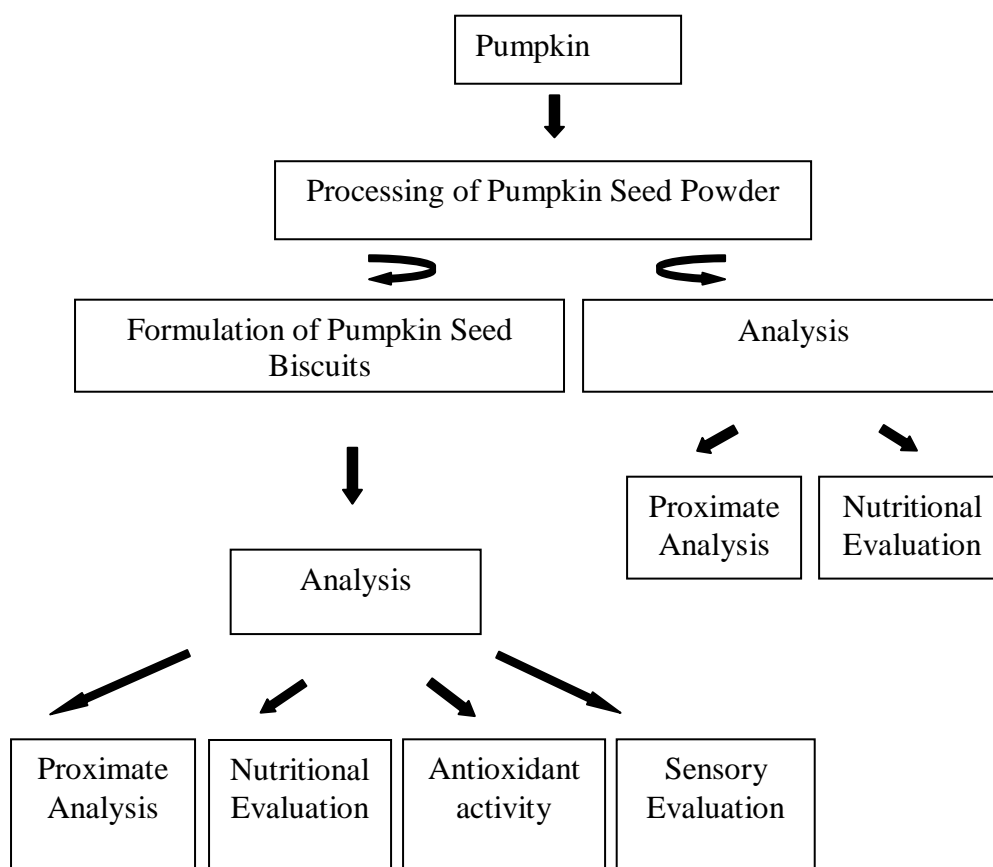 Pumpkin
Processing of Pumpkin Seed Powder
Formulation of Pumpkin Seed
Biscuits
Analysis
Proximate
Analysis
Nutritional
Evaluation
Analysis
Proximate
Analysis
Nutritional
Evaluation
Antioxidant
activity
Sensory
Evaluation